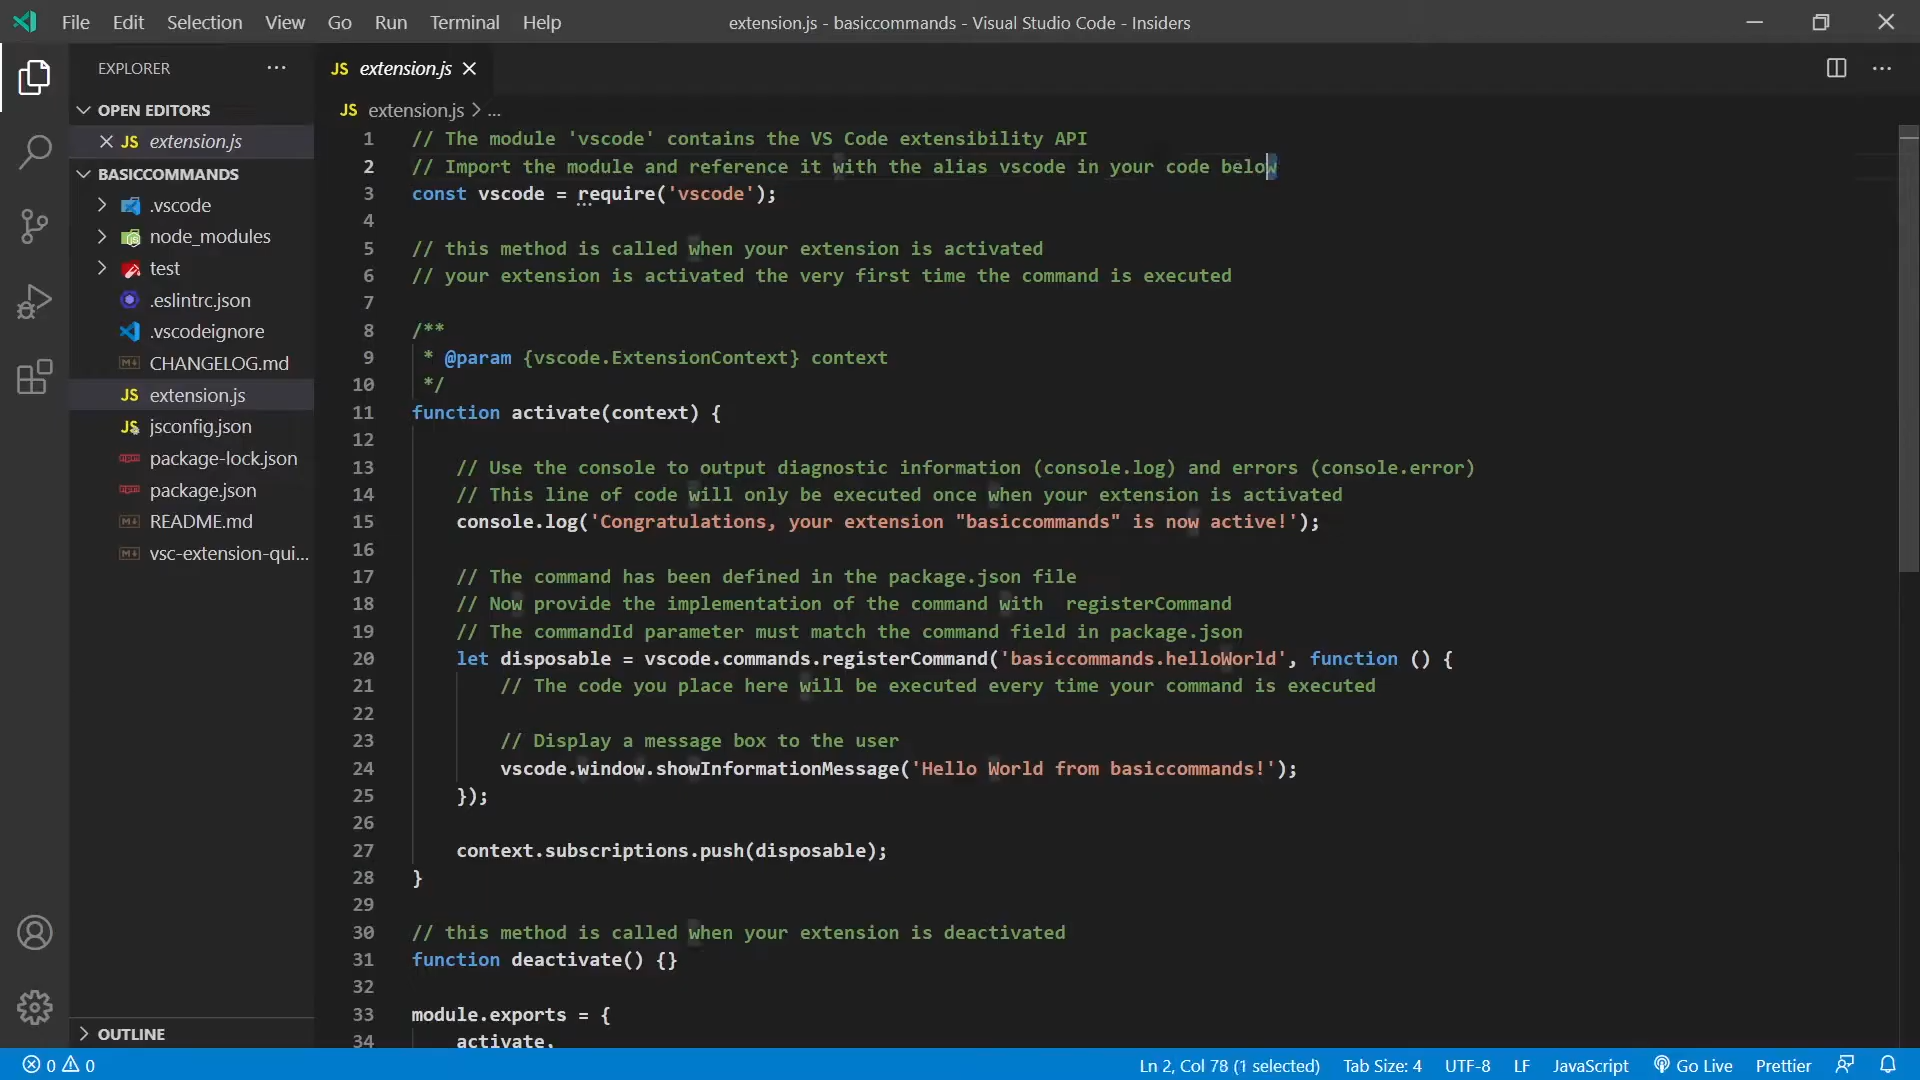 File Edit Selection View Go Run Terminal Help
extension.js - basiccommands - Visual Studio Code - Insiders
EXPLORER
OPEN EDITORS
JS extension.js
BASICCOMMANDS
.vscode
node_modules
test
.eslintrc.json
.vscodeignore
CHANGELOG.md
JS extension.js
JS jsconfig.json
package-lock.json
package.json
README.md
vsc-extension-qui...
OUTLINE
JS extension.js
JS extension.js > ...
1 // The module 'vscode' contains the VS Code extensibility API
2 // Import the module and reference it with the alias vscode in your code below
3 const vscode = require('vscode');
4
5 // this method is called when your extension is activated
6 // your extension is activated the very first time the command is executed
7
8 /**
9 * @param {vscode.ExtensionContext} context
10 */
11 function activate(context) {
12
13 // Use the console to output diagnostic information (console.log) and errors (console.error)
14 // This line of code will only be executed once when your extension is activated
15 console.log('Congratulations, your extension "basiccommands" is now active!');
16
17 // The command has been defined in the package.json file
18 // Now provide the implementation of the command with  registerCommand
19 // The commandId parameter must match the command field in package.json
20 let disposable = vscode.commands.registerCommand('basiccommands.helloWorld', function () {
21 // The code you place here will be executed every time your command is executed
22
23 // Display a message box to the user
24 vscode.window.showInformationMessage('Hello World from basiccommands!');
25 });
26
27 context.subscriptions.push(disposable);
28 }
29
30 // this method is called when your extension is deactivated
31 function deactivate() {}
32
33 module.exports = {
34 activate,
0 0 Ln 2, Col 78 (1 selected) Tab Size: 4 UTF-8 LF JavaScript Go Live Prettier